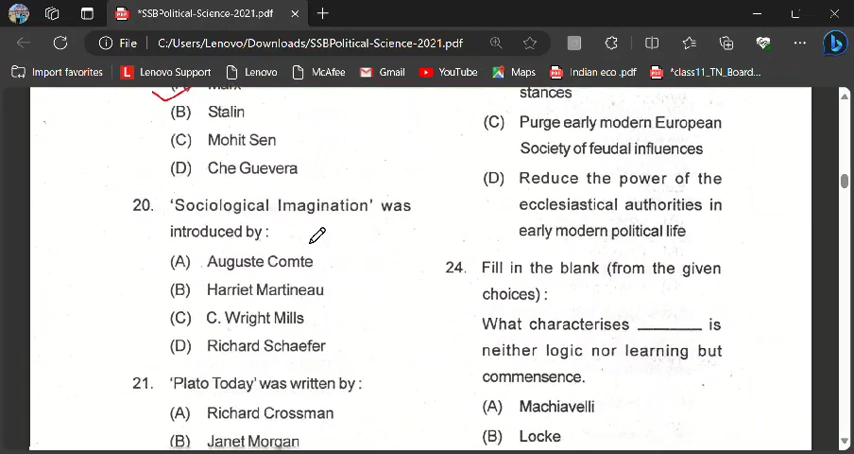 *SSBPolitical-Science-2021.pdf
File C:/Users/Lenovo/Downloads/SSBPolitical-Science-2021.pdf
Import favorites Lenovo Support Lenovo McAfee Gmail YouTube Maps Indian eco .pdf *class11_TN_Board...
(A) Marx
(B) Stalin
(C) Mohit Sen
(D) Che Guevera
20. ‘Sociological Imagination’ was
introduced by :
(A) Auguste Comte
(B) Harriet Martineau
(C) C. Wright Mills
(D) Richard Schaefer
21. ‘Plato Today’ was written by :
(A) Richard Crossman
(B) Janet Morgan
stances
(C) Purge early modern European
Society of feudal influences
(D) Reduce the power of the
ecclesiastical authorities in
early modern political life
24. Fill in the blank (from the given
choices) :
What characterises ________ is
neither logic nor learning but
commensence.
(A) Machiavelli
(B) Locke